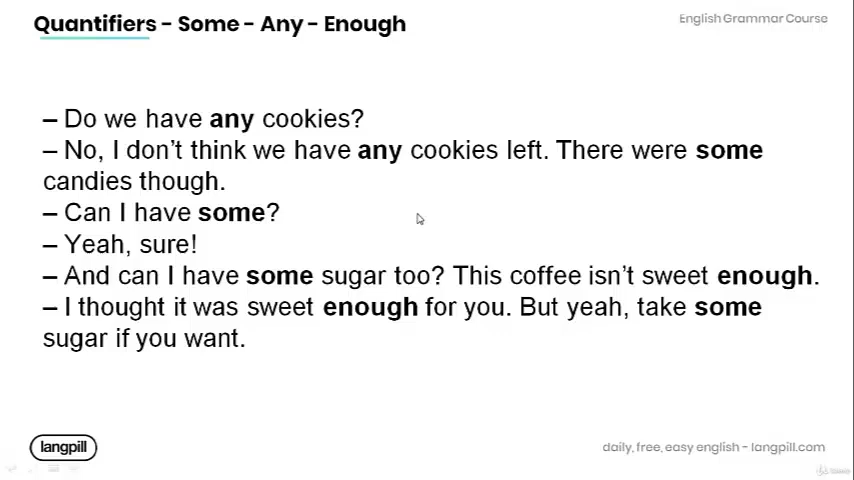 Quantifiers - Some - Any - Enough
English Grammar Course
– Do we have any cookies?
– No, I don't think we have any cookies left. There were some
candies though.
– Can I have some?
– Yeah, sure!
– And can I have some sugar too? This coffee isn't sweet enough.
– I thought it was sweet enough for you. But yeah, take some
sugar if you want.
langpill
daily, free, easy english - langpill.com